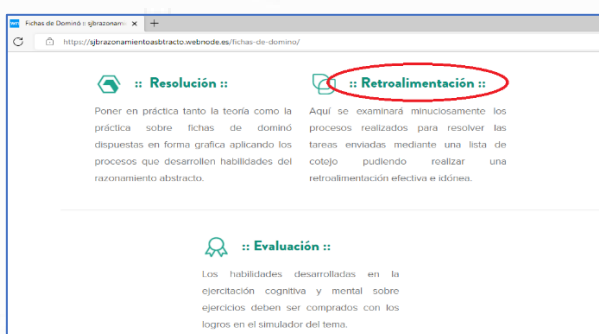 Fichas de Dominó :: sjbrazonami
https://sjbrazonamientoasbtracto.webnode.es/fichas-de-domino/
:: Resolución ::
Poner en práctica tanto la teoría como la
práctica sobre fichas de dominó
dispuestas en forma grafica aplicando los
procesos que desarrollen habilidades del
razonamiento abstracto.
:: Retroalimentación ::
Aquí se examinará minuciosamente los
procesos realizados para resolver las
tareas enviadas mediante una lista de
cotejo pudiendo realizar una
retroalimentación efectiva e idónea.
:: Evaluación ::
Los habilidades desarrolladas en la
ejercitación cognitiva y mental sobre
ejercicios deben ser comprados con los
logros en el simulador del tema.